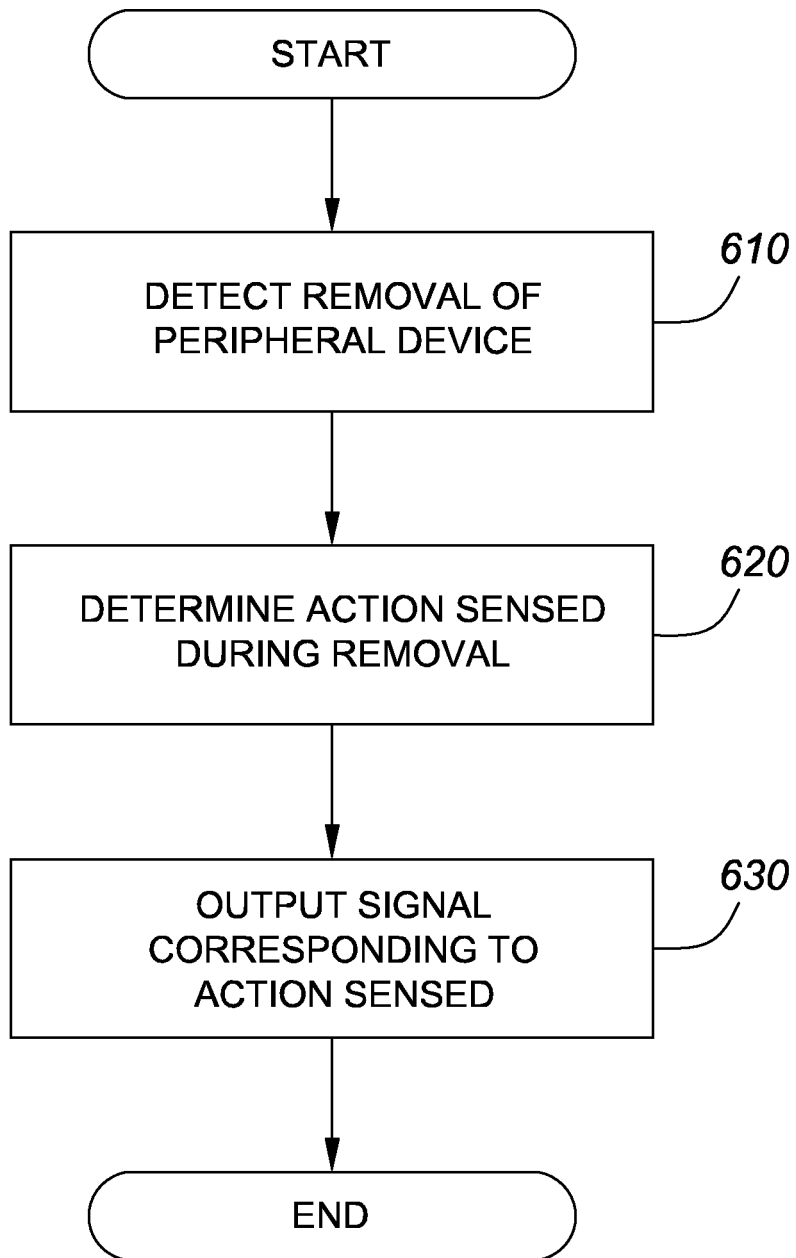 START
610
DETECT REMOVAL OF
PERIPHERAL DEVICE
620
DETERMINE ACTION SENSED
DURING REMOVAL
630
OUTPUT SIGNAL
CORRESPONDING TO
ACTION SENSED
END